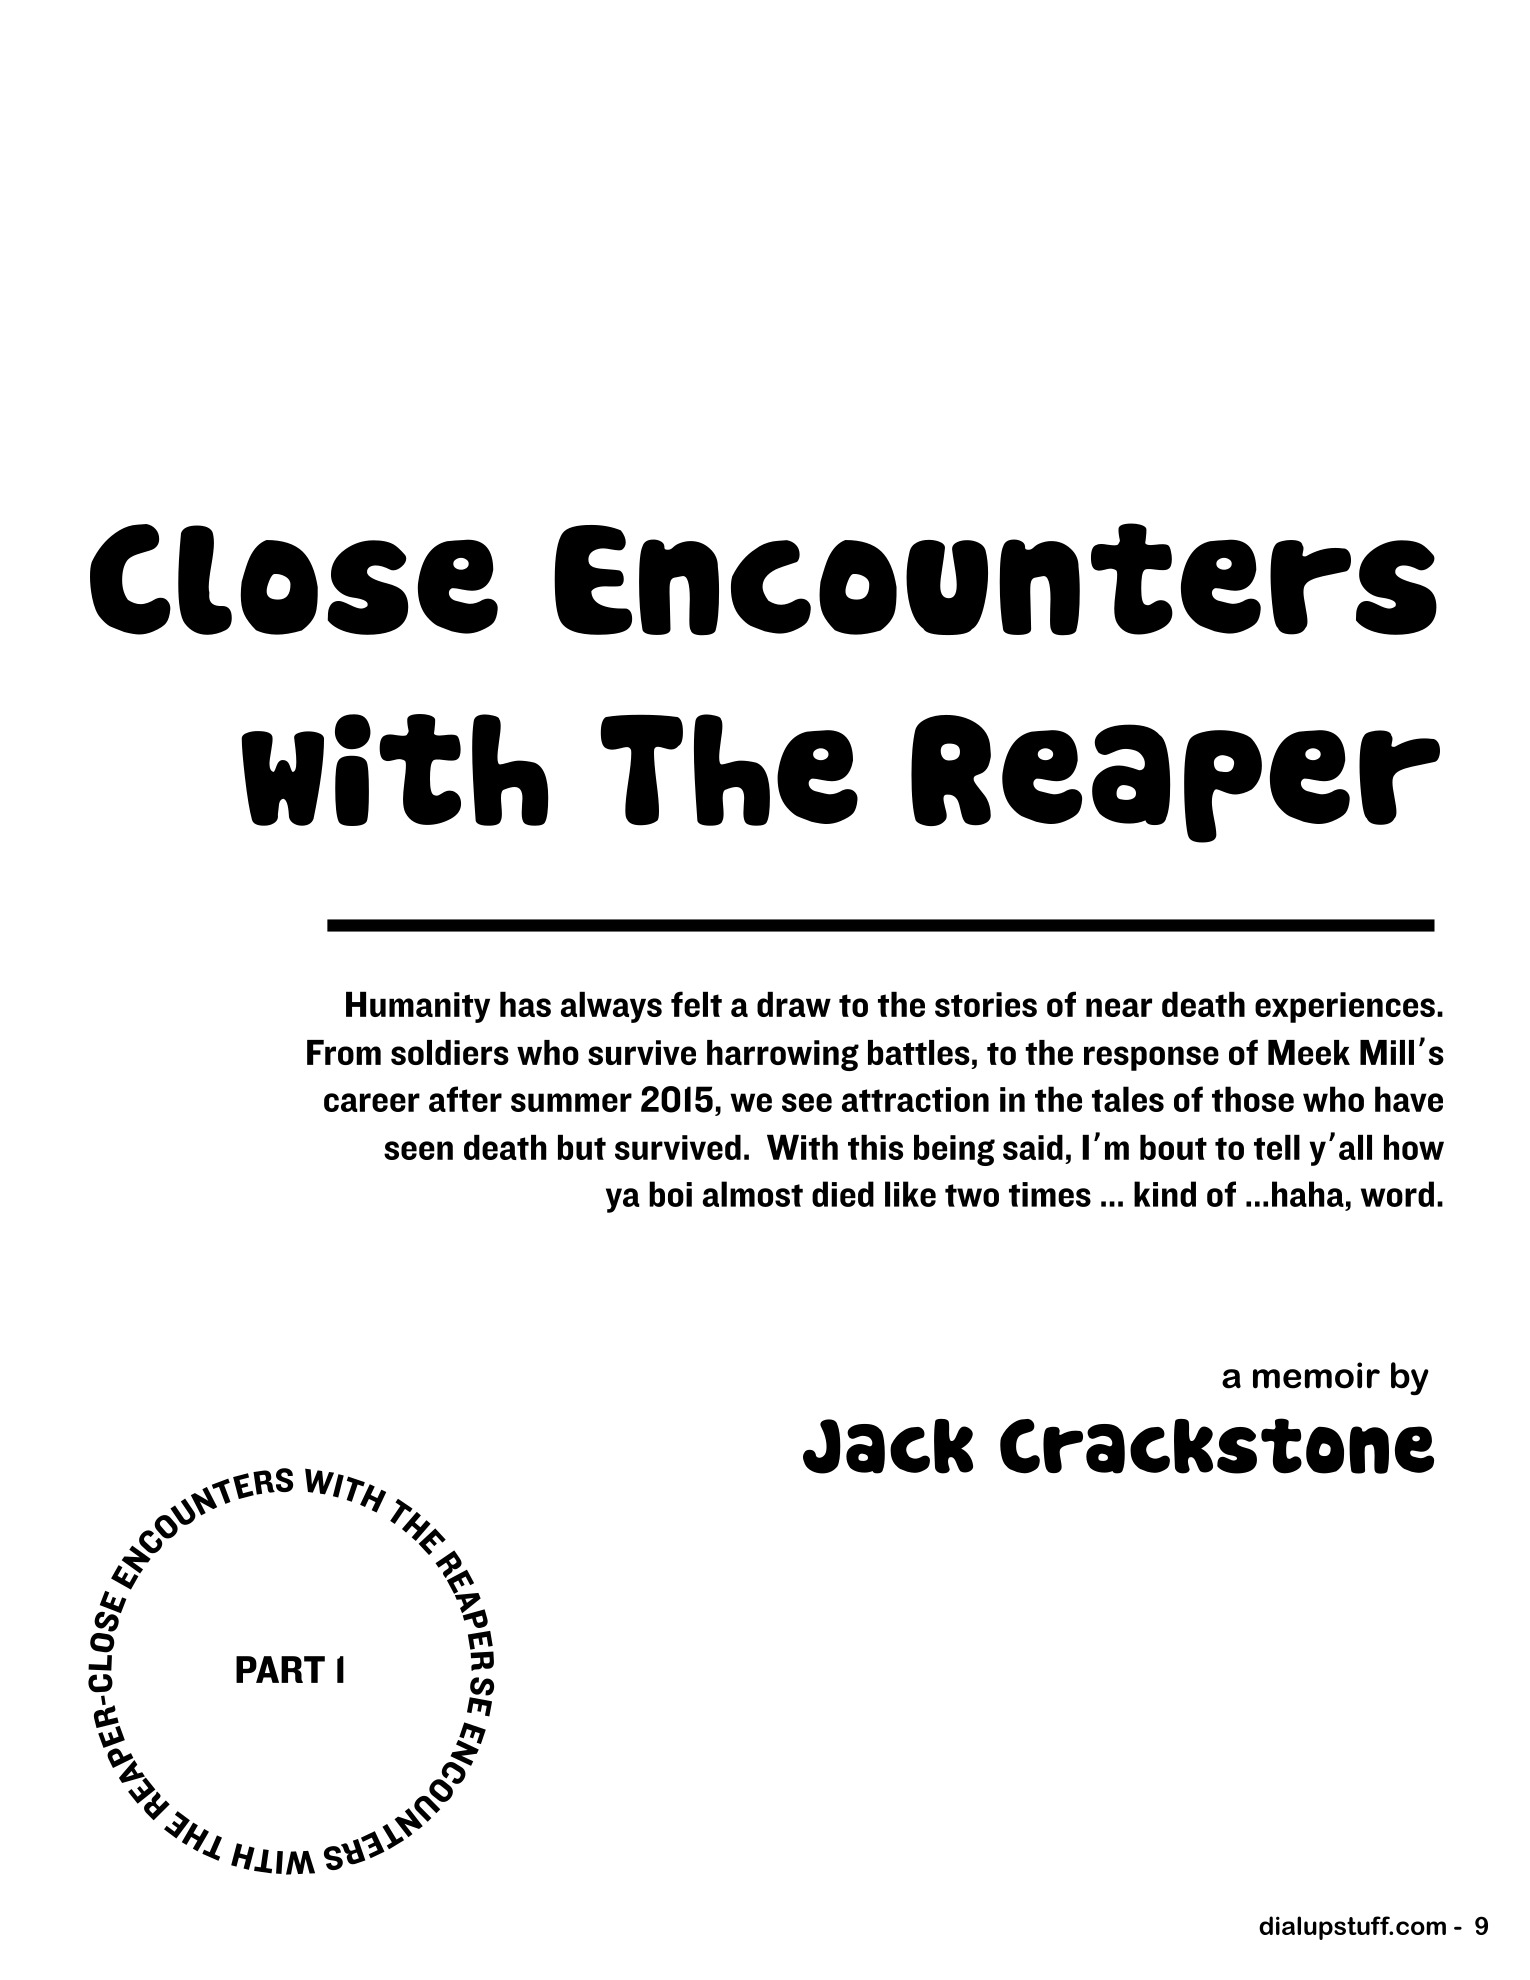 Close Encounters
with The Reaper
Humanity has always felt a draw to the stories of near death experiences.
From soldiers who survive harrowing battles, to the response of Meek Mill's
career after summer 2015, we see attraction in the tales of those who have
seen death but survived.  With this being said, I'm bout to tell y'all how
ya boi almost died like two times ... kind of ...haha, word.
a memoir by
Jack Crackstone
CLOSE ENCOUNTERS WITH THE REAPER SE ENCOUNTERS WITH THE REAPER-
PART 1
dialupstuff.com - 9